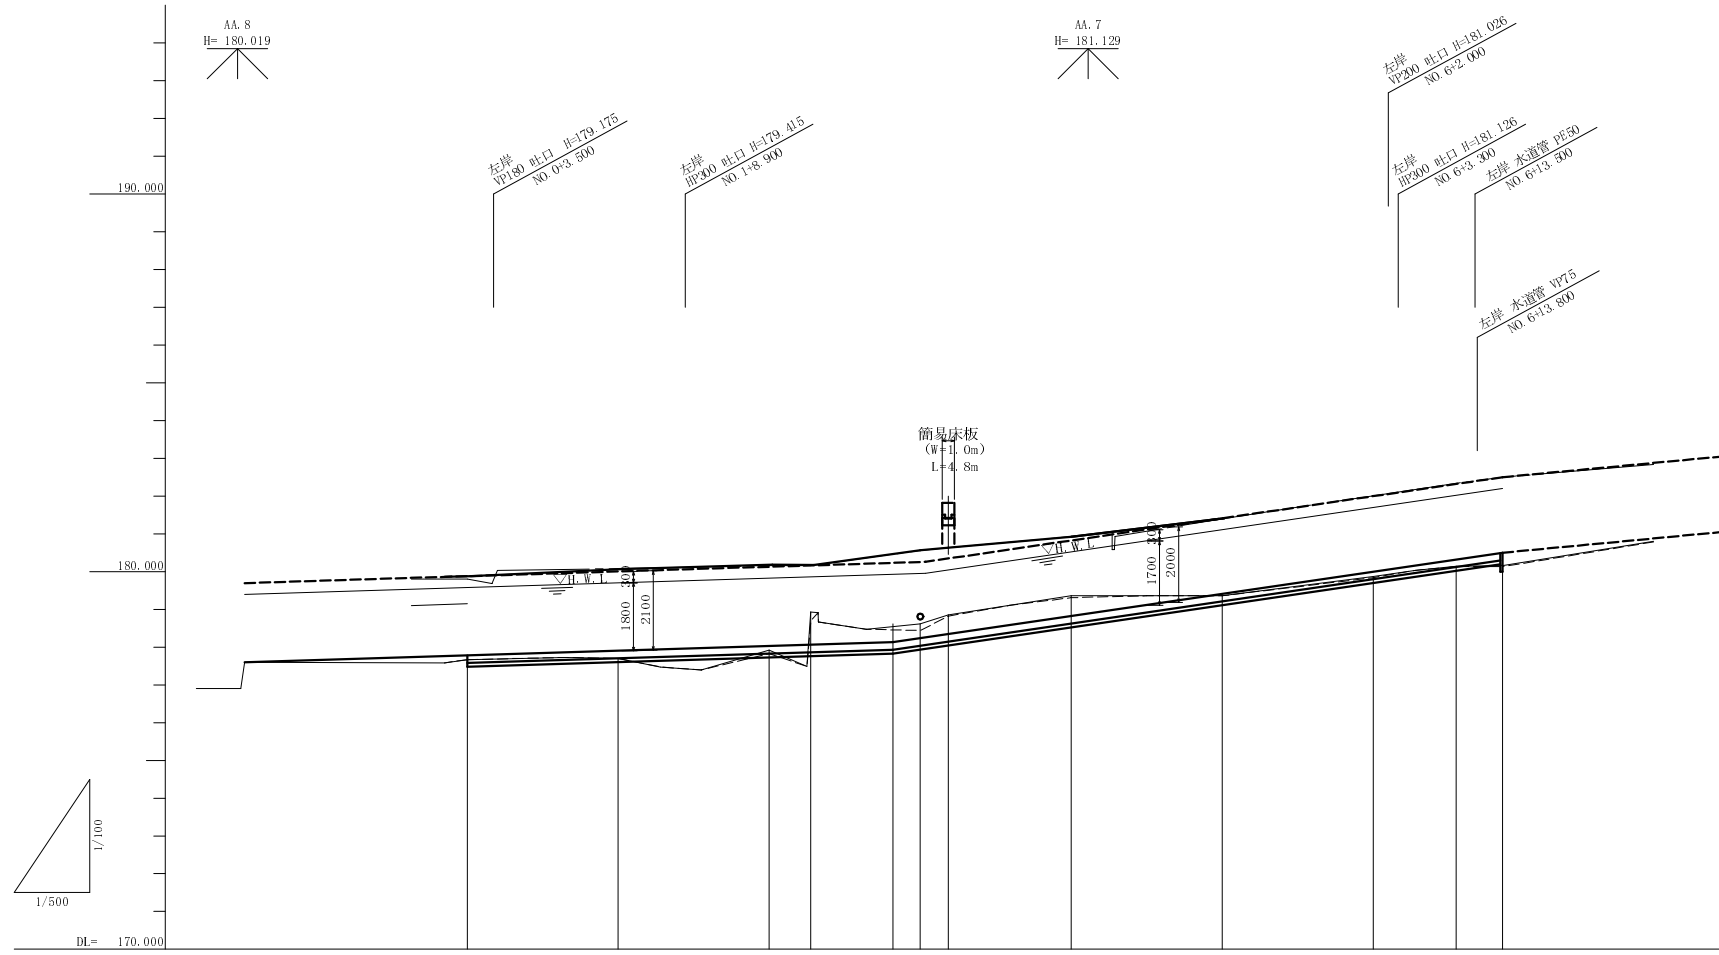 AA.8
H= 180.019
AA.7
H= 181.129
左岸
VP200 吐口 H=181.026
NO.6+2.000
左岸
VP180 吐口 H=179.175
NO.0+3.500
左岸
HP300 吐口 H=179.415
NO.1+8.900
左岸
HP300 吐口 H=181.126
NO.6+3.300
左岸 水道管 PE50
NO.6+13.500
190.000
左岸 水道管 VP75
NO.6+13.800
簡易床板
(W=1.0m)
L=4.8m
180.000
H.W.L
300
1800
2100
H.W.L
300
1700
2000
1/100
1/500
DL= 170.000